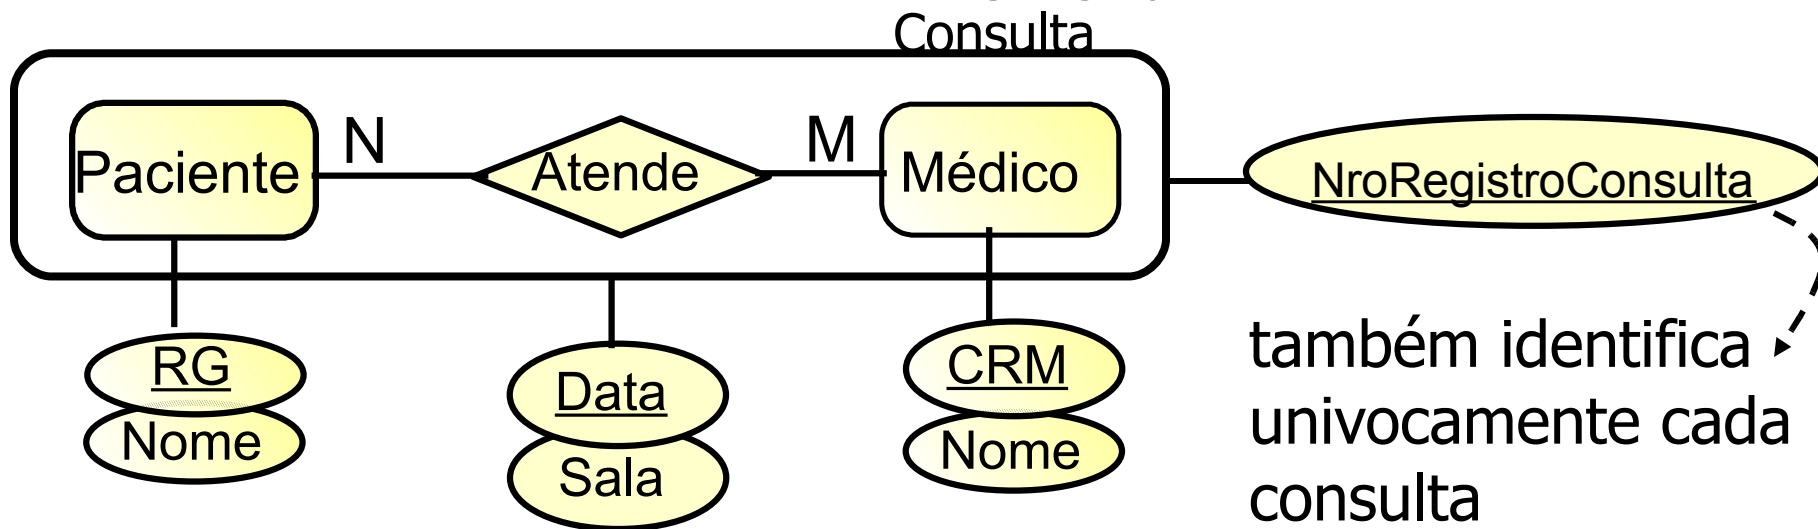 Consulta
Paciente
N
Atende
M
Médico
NroRegistroConsulta
RG
Nome
Data
Sala
CRM
Nome
também identifica
univocamente cada
consulta